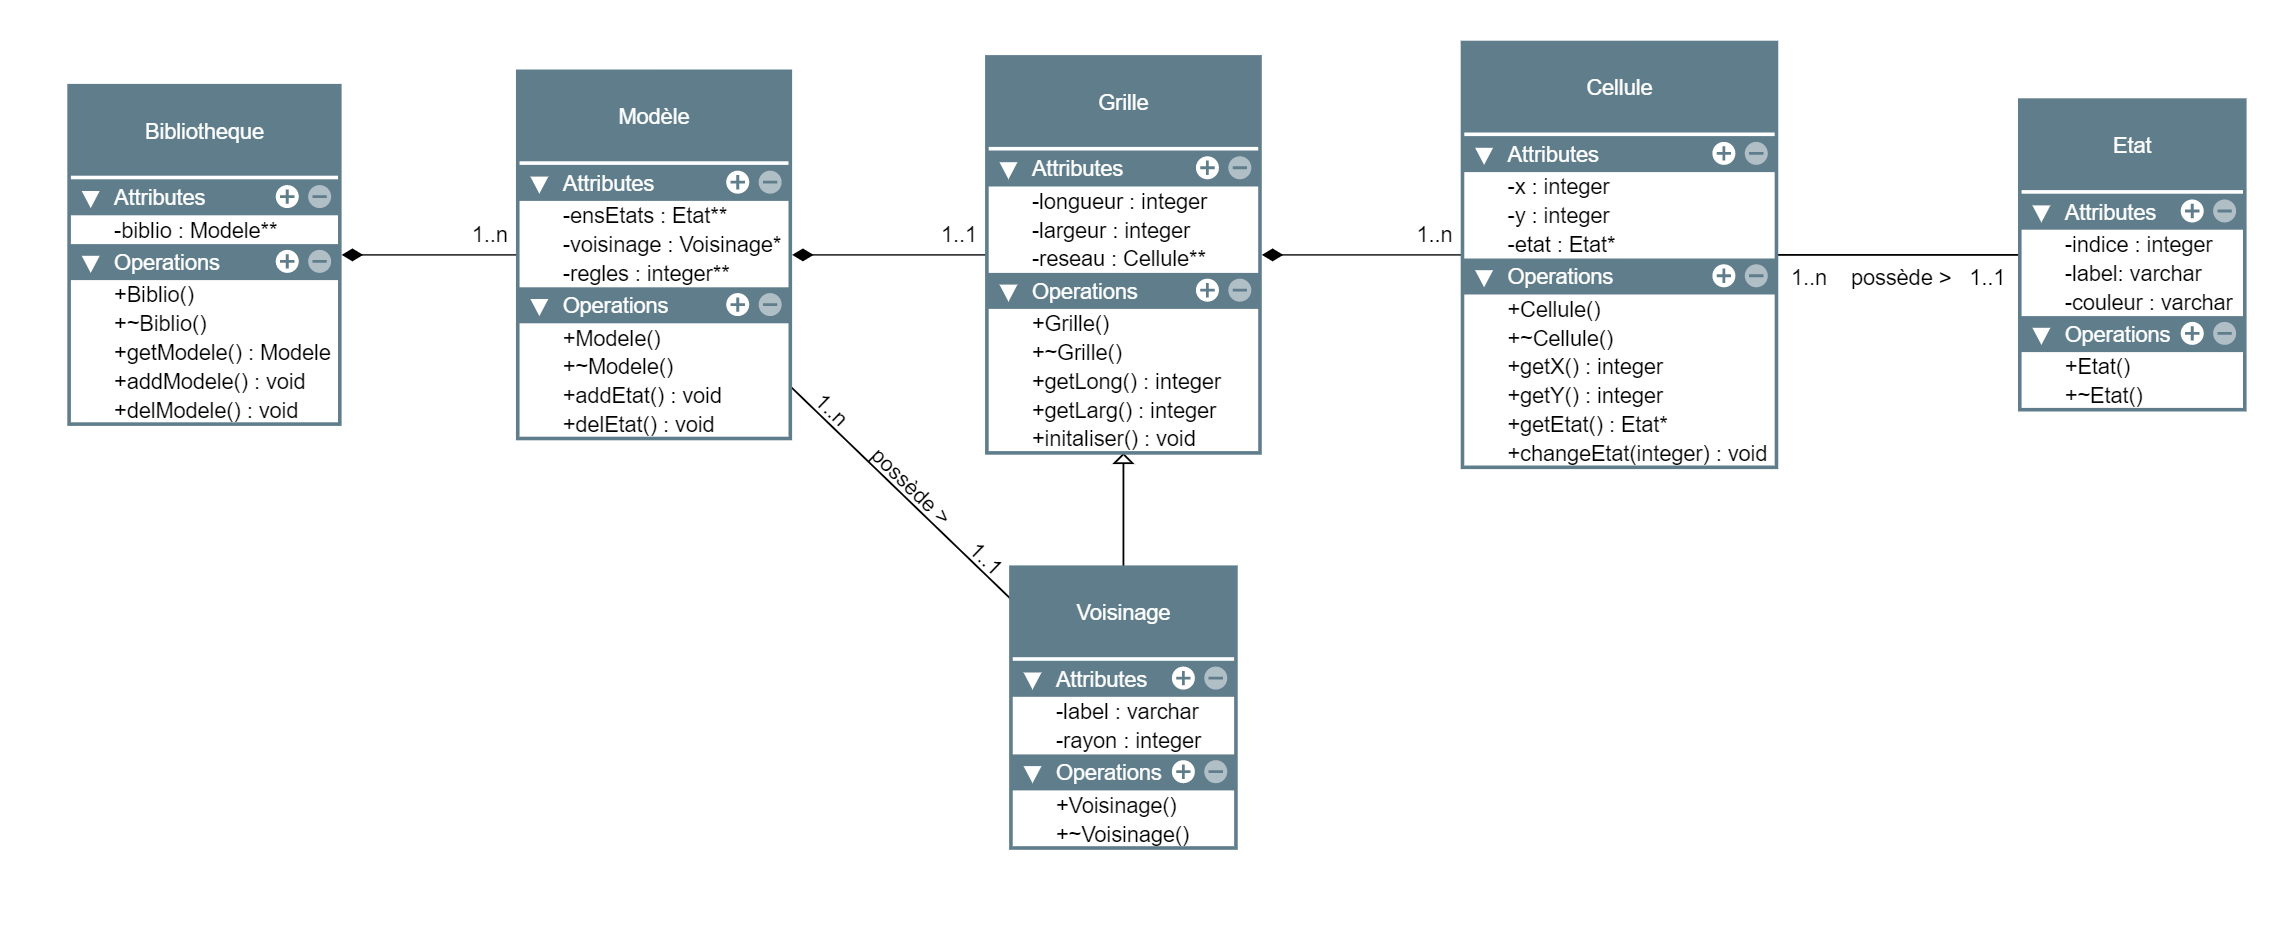 Bibliotheque
Attributes
-biblio : Modele**
Operations
+Biblio()
+~Biblio()
+getModele() : Modele
+addModele() : void
+delModele() : void
1..n
Modèle
Attributes
-ensEtats : Etat**
-voisinage : Voisinage*
-regles : integer**
Operations
+Modele()
+~Modele()
+addEtat() : void
+delEtat() : void
1..1
Grille
Attributes
-longueur : integer
-largeur : integer
-reseau : Cellule**
Operations
+Grille()
+~Grille()
+getLong() : integer
+getLarg() : integer
+initaliser() : void
1..n
Cellule
Attributes
-x : integer
-y : integer
-etat : Etat*
Operations
+Cellule()
+~Cellule()
+getX() : integer
+getY() : integer
+getEtat() : Etat*
+changeEtat(integer) : void
1..n possède > 1..1
Etat
Attributes
-indice : integer
-label: varchar
-couleur : varchar
Operations
+Etat()
+~Etat()
1..n possède > 1..1
Voisinage
Attributes
-label : varchar
-rayon : integer
Operations
+Voisinage()
+~Voisinage()